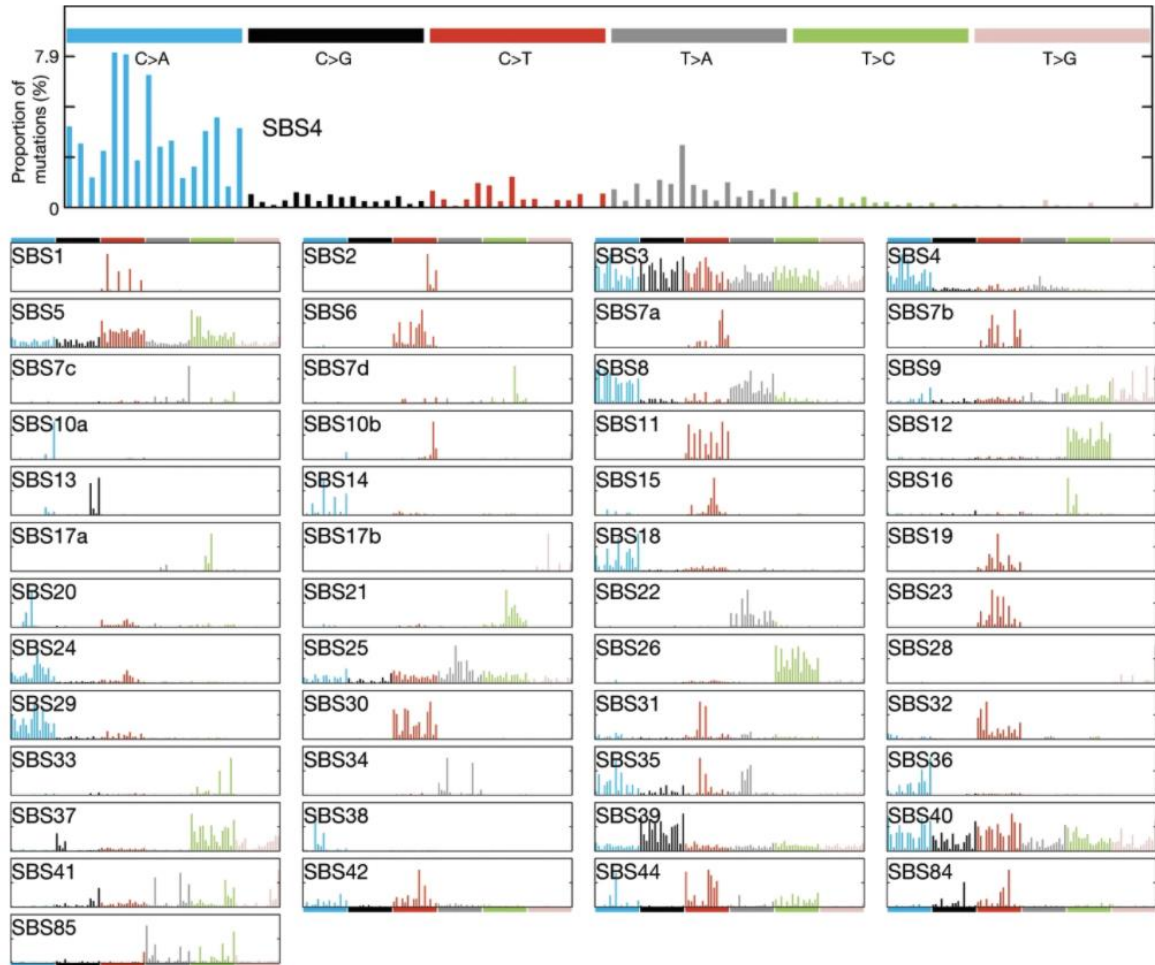 7.9
C>A C>G C>T T>A T>C T>G
Proportion of
mutations (%)
SBS4
0
SBS1 SBS2 SBS3 SBS4
SBS5 SBS6 SBS7a SBS7b
SBS7c SBS7d SBS8 SBS9
SBS10a SBS10b SBS11 SBS12
SBS13 SBS14 SBS15 SBS16
SBS17a SBS17b SBS18 SBS19
SBS20 SBS21 SBS22 SBS23
SBS24 SBS25 SBS26 SBS28
SBS29 SBS30 SBS31 SBS32
SBS33 SBS34 SBS35 SBS36
SBS37 SBS38 SBS39 SBS40
SBS41 SBS42 SBS44 SBS84
SBS85